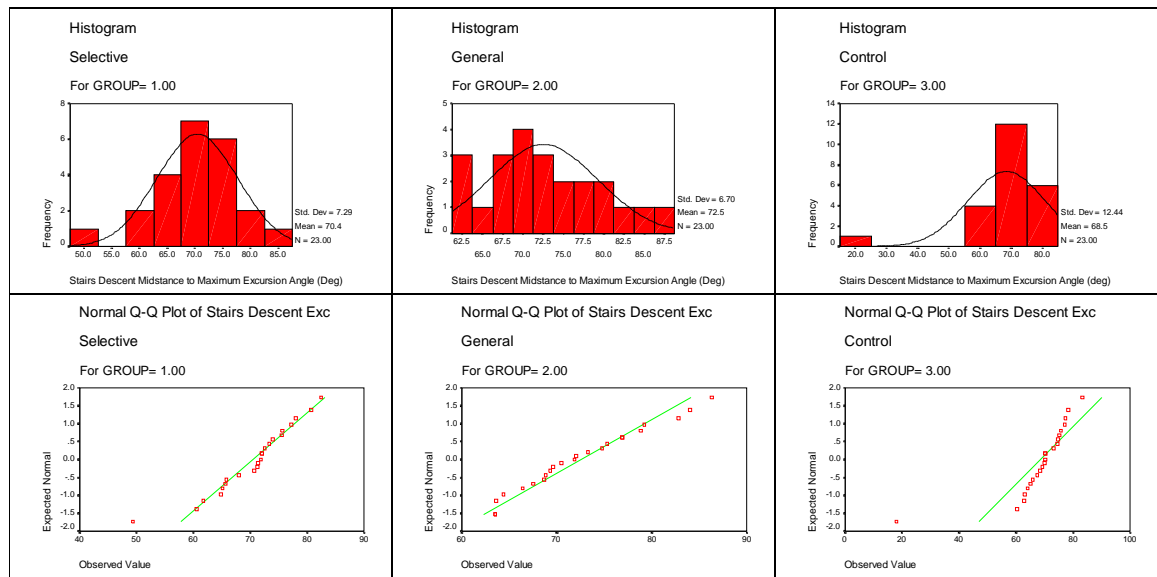 Histogram
Selective
For GROUP= 1.00
8
6
4
2
0
Frequency
50.0 55.0 60.0 65.0 70.0 75.0 80.0 85.0
Std. Dev = 7.29
Mean = 70.4
N = 23.00
Stairs Descent Midstance to Maximum Excursion Angle (Deg)
Histogram
General
For GROUP= 2.00
5
4
3
2
1
0
Frequency
62.5 67.5 72.5 77.5 82.5 87.5
65.0 70.0 75.0 80.0 85.0
Std. Dev = 6.70
Mean = 72.5
N = 23.00
Stairs Descent Midstance to Maximum Excursion Angle (Deg)
Histogram
Control
For GROUP= 3.00
14
12
10
8
6
4
2
0
Frequency
20.0 30.0 40.0 50.0 60.0 70.0 80.0
Std. Dev = 12.44
Mean = 68.5
N = 23.00
Stairs Descent Midstance to Maximum Excursion Angle (deg)
Normal Q-Q Plot of Stairs Descent Exc
Selective
For GROUP= 1.00
2.0
1.5
1.0
.5
0.0
-.5
-1.0
-1.5
-2.0
Expected Normal
40 50 60 70 80 90
Observed Value
Normal Q-Q Plot of Stairs Descent Exc
General
For GROUP= 2.00
2.0
1.5
1.0
.5
0.0
-.5
-1.0
-1.5
-2.0
Expected Normal
60 70 80 90
Observed Value
Normal Q-Q Plot of Stairs Descent Exc
Control
For GROUP= 3.00
2.0
1.5
1.0
.5
0.0
-.5
-1.0
-1.5
-2.0
Expected Normal
0 20 40 60 80 100
Observed Value